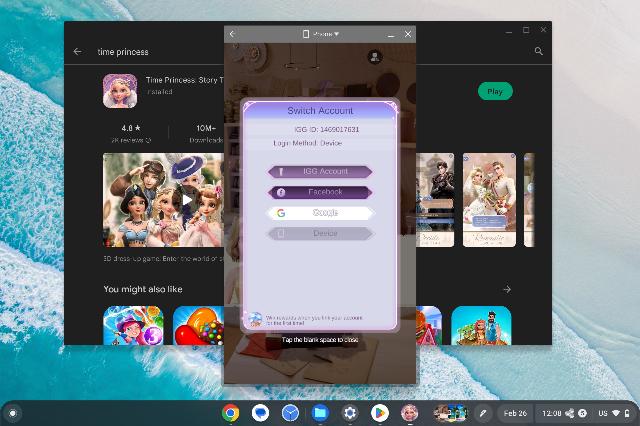 Phone
time princess
Time Princess: Story T
Installed
Play
4.8 ★
10M+
2K reviews
Downloads
Switch Account
IGG ID: 1469017631
Login Method: Device
IGG Account
Facebook
Google
Device
Win rewards when you link your account
for the first time!
Tap the blank space to close
3D dress-up game. Enter the world of
You might also like
Feb 26
12:08
US